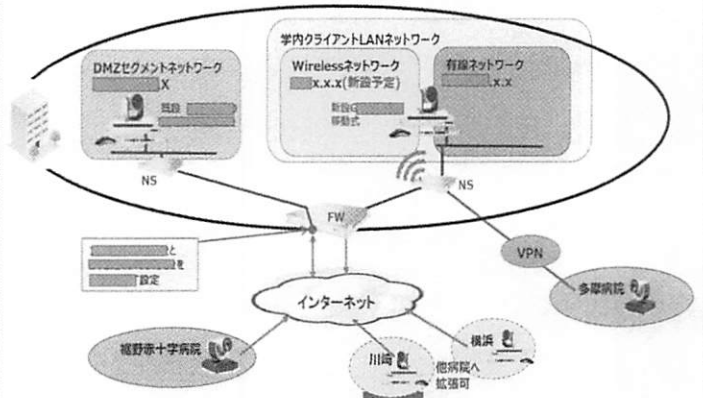 学内クライアントLANネットワーク
DMZセグメントネットワーク
x
既設
Wirelessネットワーク
x.x.x(新設予定)
新設
移動式
有線ネットワーク
.x.x
NS
NS
FW
と
を
設定
VPN
インターネット
多摩病院
裾野赤十字病院
川崎
横浜
他病院へ
拡張可